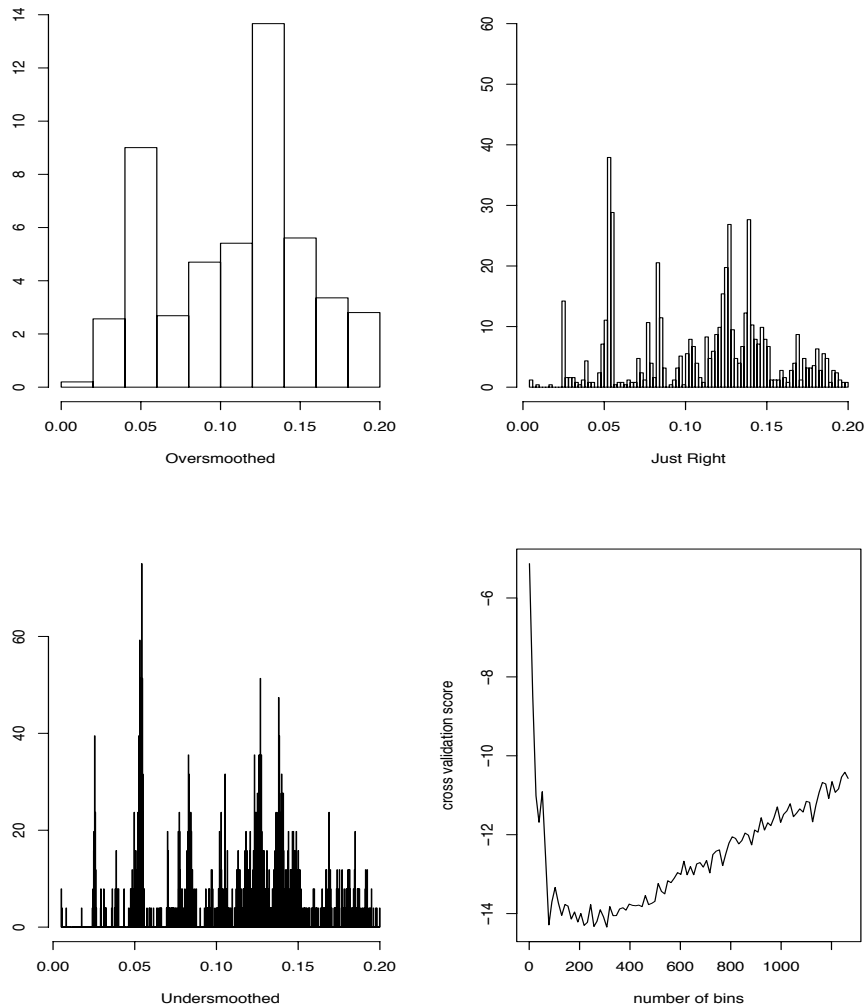 14
12
10
8
6
4
2
0
0.00 0.05 0.10 0.15 0.20
Oversmoothed
60
50
40
30
20
10
0
0.00 0.05 0.10 0.15 0.20
Just Right
60
40
20
0
0.00 0.05 0.10 0.15 0.20
Undersmoothed
cross validation score
−6
−8
−10
−12
−14
0 200 400 600 800 1000
number of bins